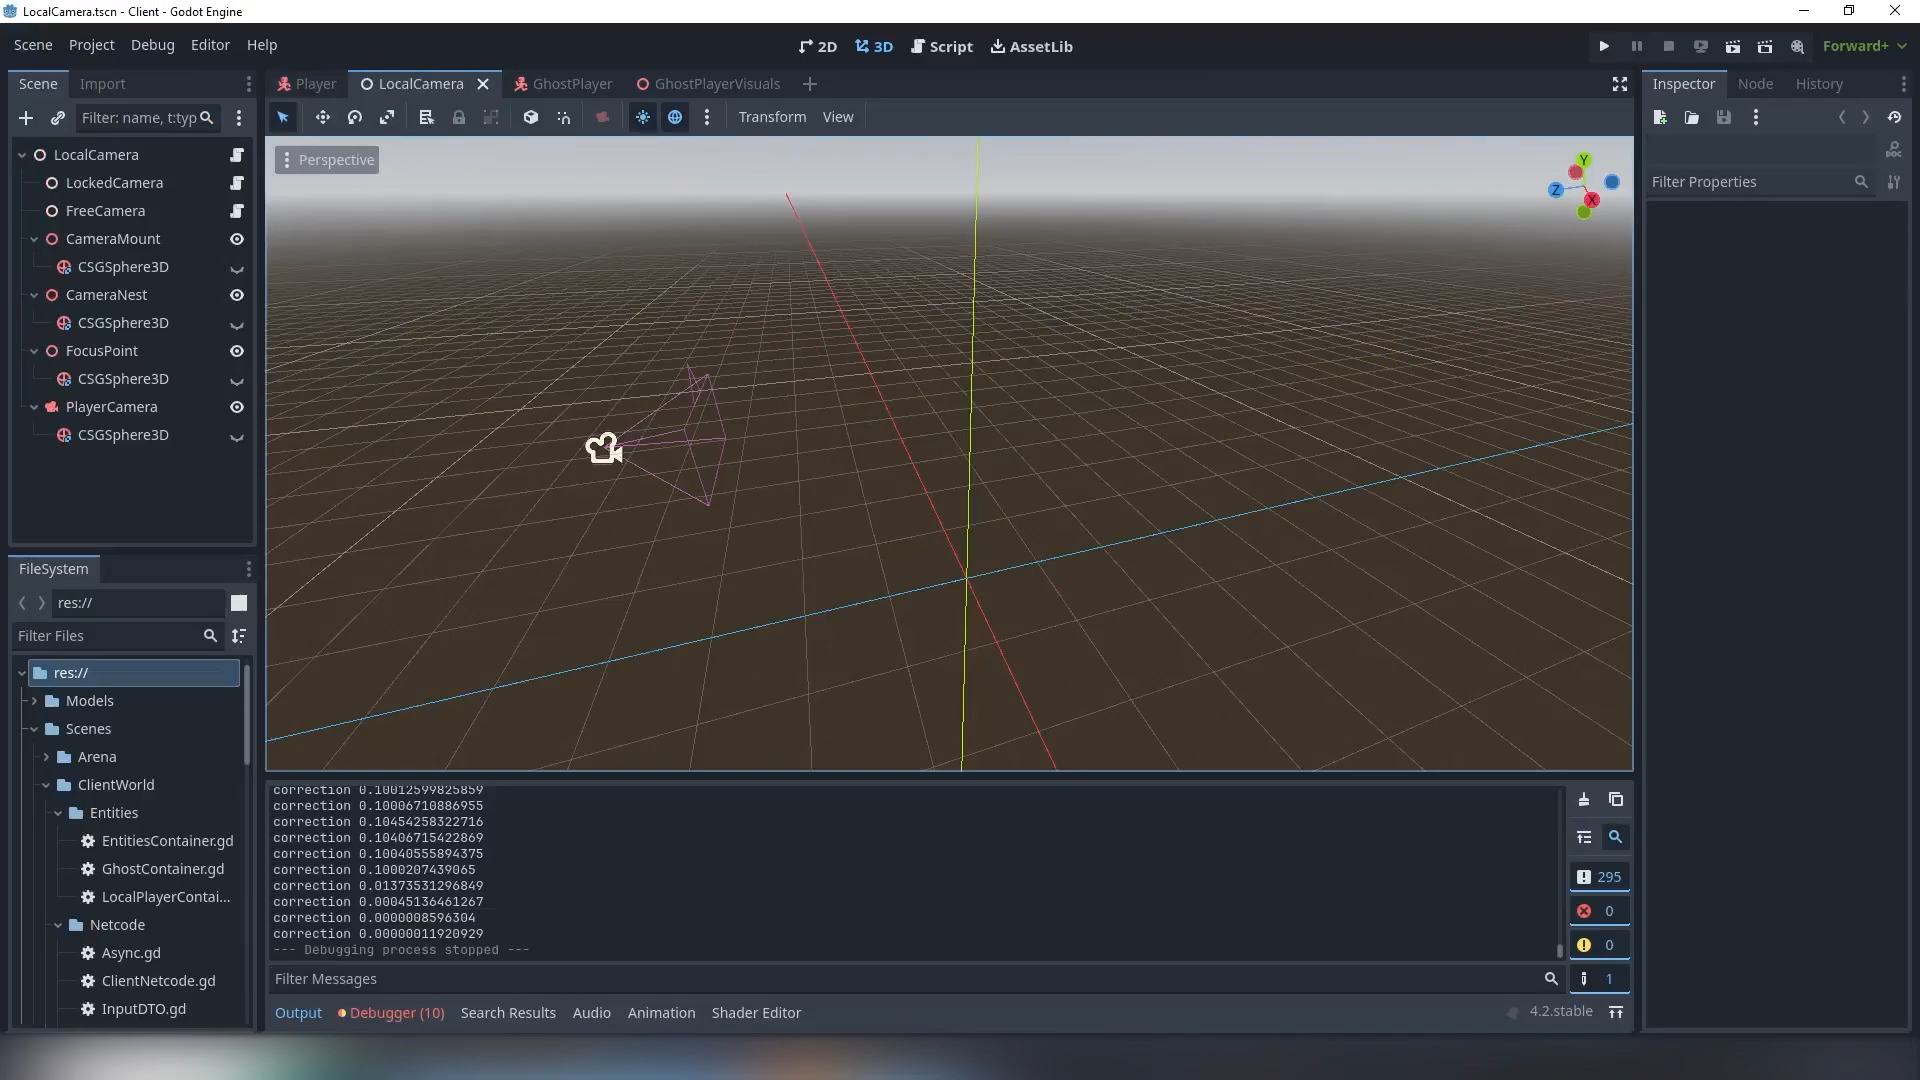 LocalCamera.tscn - Client - Godot Engine
Scene Project Debug Editor Help
2D 3D Script AssetLib
Forward+
Scene Import
Filter: name, t:typ
LocalCamera
LockedCamera
FreeCamera
CameraMount
CSGSphere3D
CameraNest
CSGSphere3D
FocusPoint
CSGSphere3D
PlayerCamera
CSGSphere3D
FileSystem
res://
Filter Files
res://
Models
Scenes
Arena
ClientWorld
Entities
EntitiesContainer.gd
GhostContainer.gd
LocalPlayerContai...
Netcode
Async.gd
ClientNetcode.gd
InputDTO.gd
Player LocalCamera GhostPlayer GhostPlayerVisuals
Transform View
Perspective
Y
Z
X
correction 0.10012599825859
correction 0.10006710886955
correction 0.10454258322716
correction 0.10406715422869
correction 0.10040555894375
correction 0.1000207439065
correction 0.01373531296849
correction 0.00045136461267
correction 0.0000008596304
correction 0.00000011920929
--- Debugging process stopped ---
295
0
0
1
Filter Messages
Output Debugger (10) Search Results Audio Animation Shader Editor
4.2.stable
Inspector Node History
DOC
Filter Properties